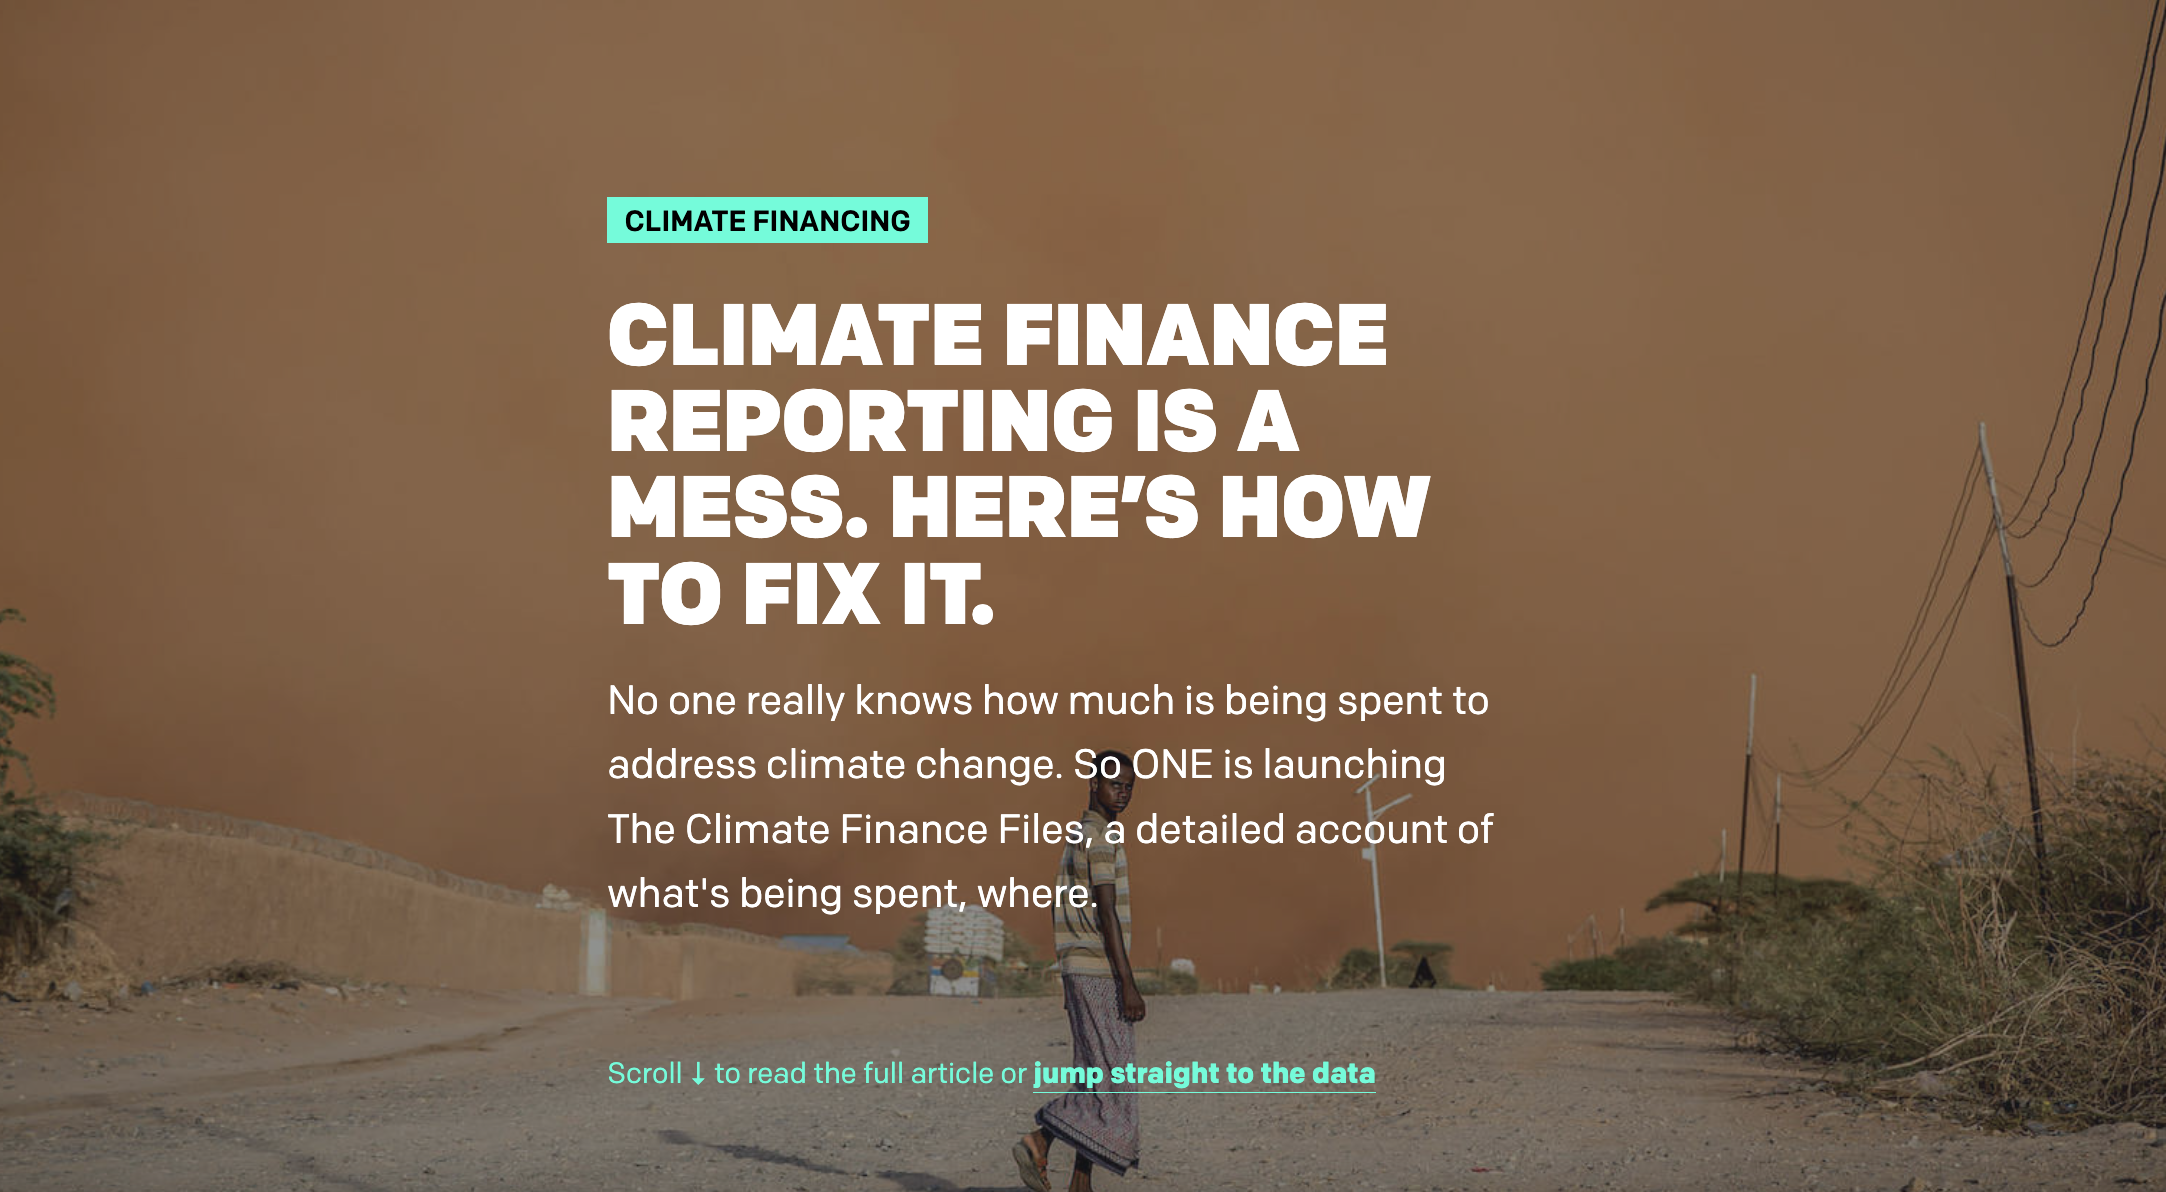 CLIMATE FINANCING
CLIMATE FINANCE
REPORTING IS A
MESS. HERE’S HOW
TO FIX IT.
No one really knows how much is being spent to
address climate change. So ONE is launching
The Climate Finance Files, a detailed account of
what's being spent, where.
Scroll ↓ to read the full article or jump straight to the data